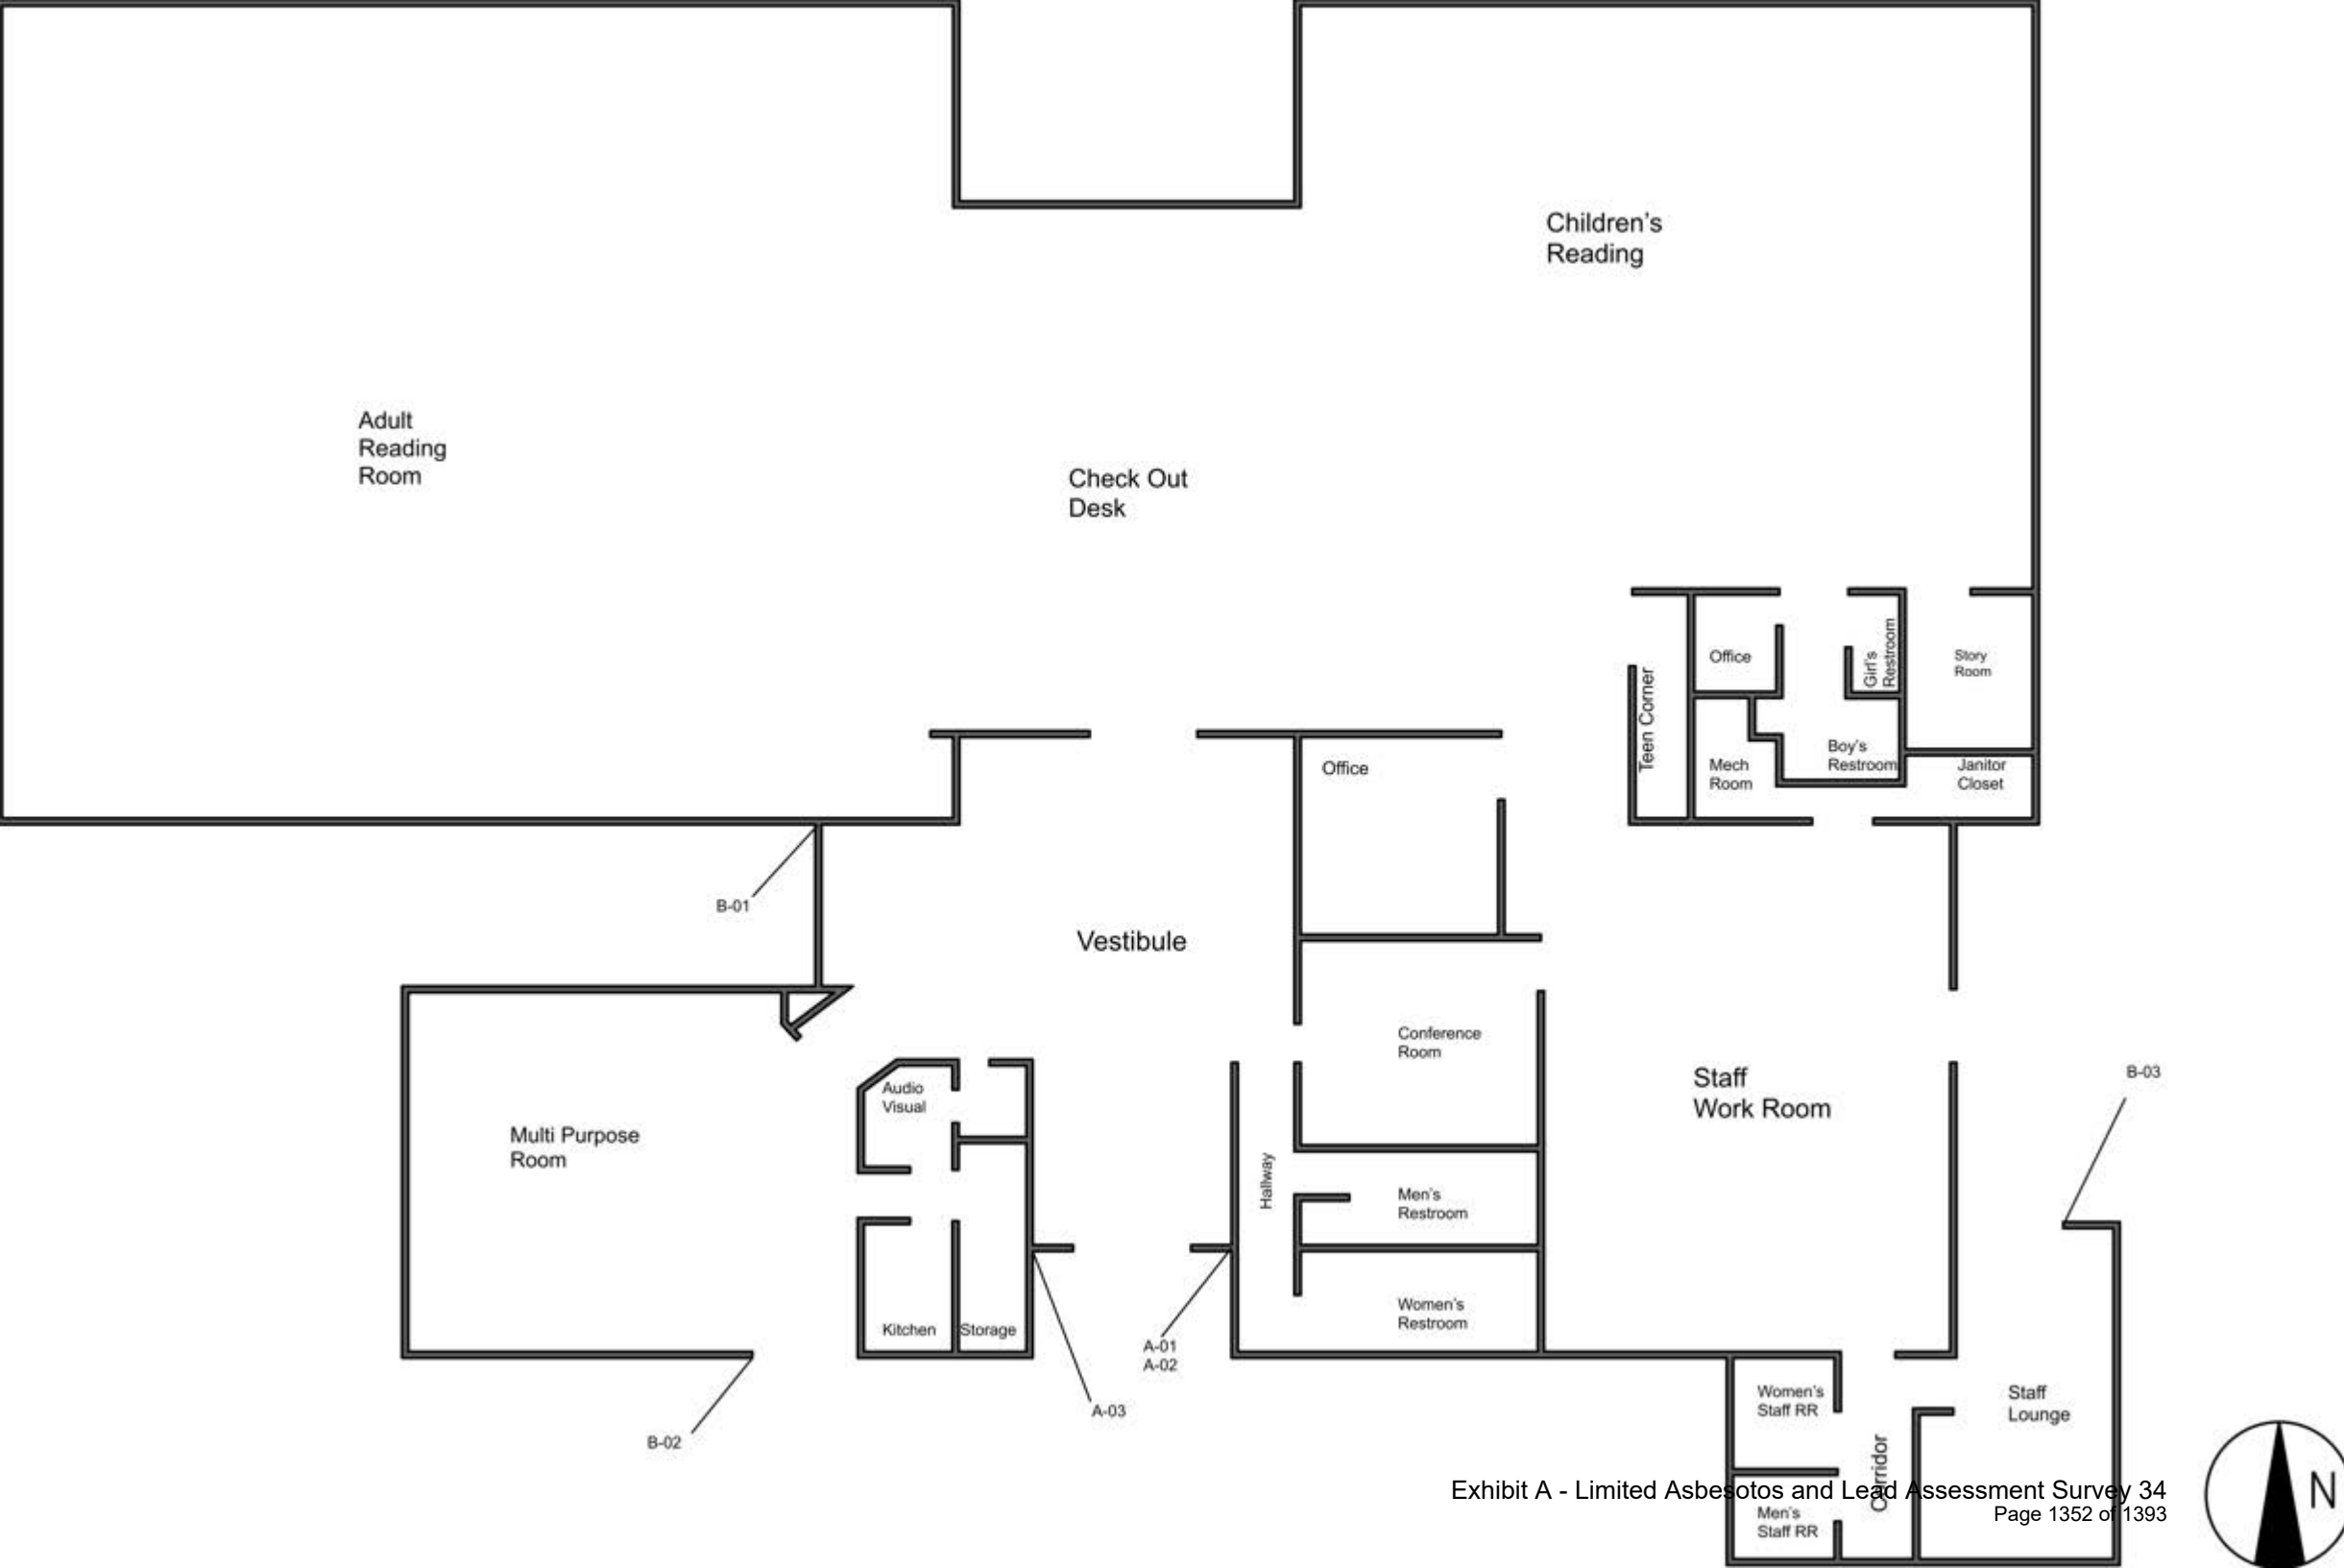 Children's
Reading
Adult
Reading
Room
Check Out
Desk
Office
Girl's
Restroom
Story
Room
Teen Corner
Boy's
Restroom
Mech
Room
Janitor
Closet
Office
B-01
Vestibule
Conference
Room
Staff
Work Room
B-03
Audio
Visual
Multi Purpose
Room
Hallway
Men's
Restroom
Women's
Restroom
Kitchen
Storage
A-01
A-02
A-03
B-02
Women's
Staff RR
Staff
Lounge
Corridor
Men's
Staff RR
N
Exhibit A - Limited Asbesotos and Lead Assessment Survey 34
Page 1352 of 1393